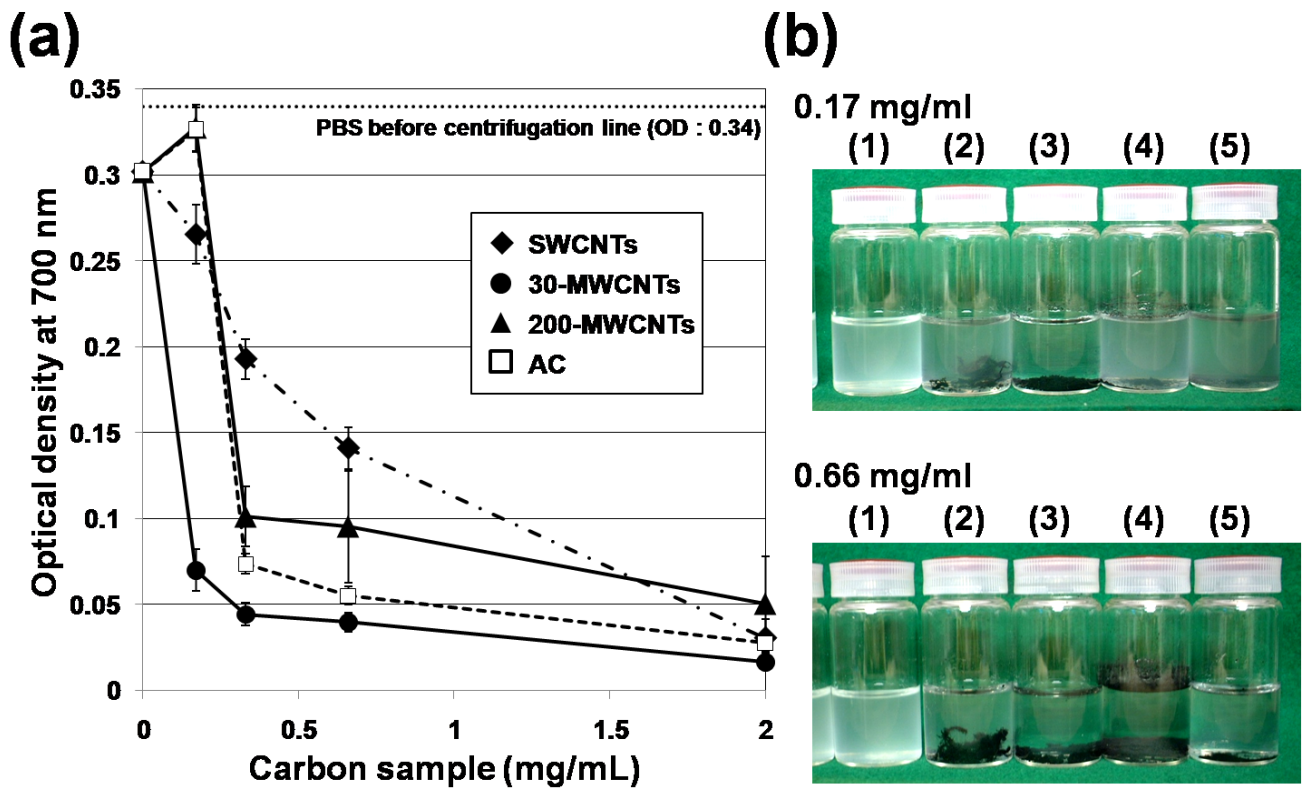 (a)
Optical density at 700 nm
0.35
0.3
0.25
0.2
0.15
0.1
0.05
0
PBS before centrifugation line (OD : 0.34)
SWCNTs
30-MWCNTs
200-MWCNTs
AC
0 0.5 1 1.5 2
Carbon sample (mg/mL)
(b)
0.17 mg/ml
(1) (2) (3) (4) (5)
0.66 mg/ml
(1) (2) (3) (4) (5)